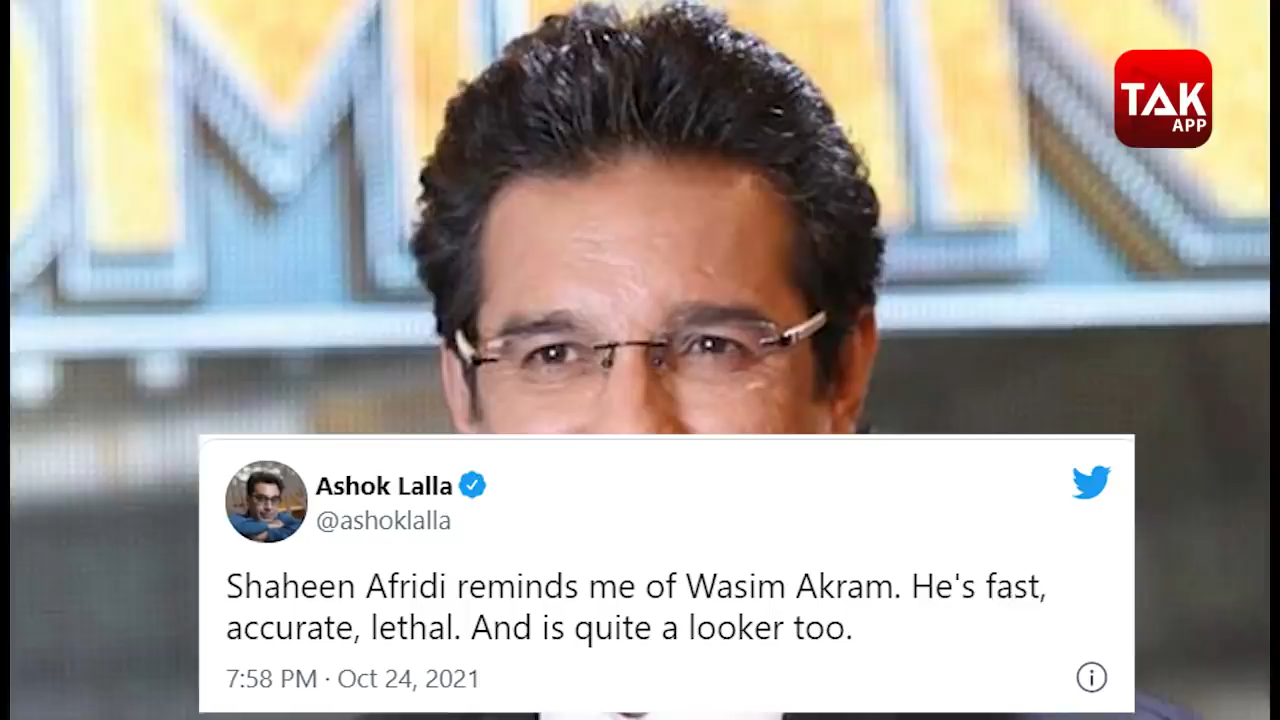 OMEN
TAK
APP
Ashok Lalla
@ashoklalla
Shaheen Afridi reminds me of Wasim Akram. He's fast,
accurate, lethal. And is quite a looker too.
7:58 PM · Oct 24, 2021